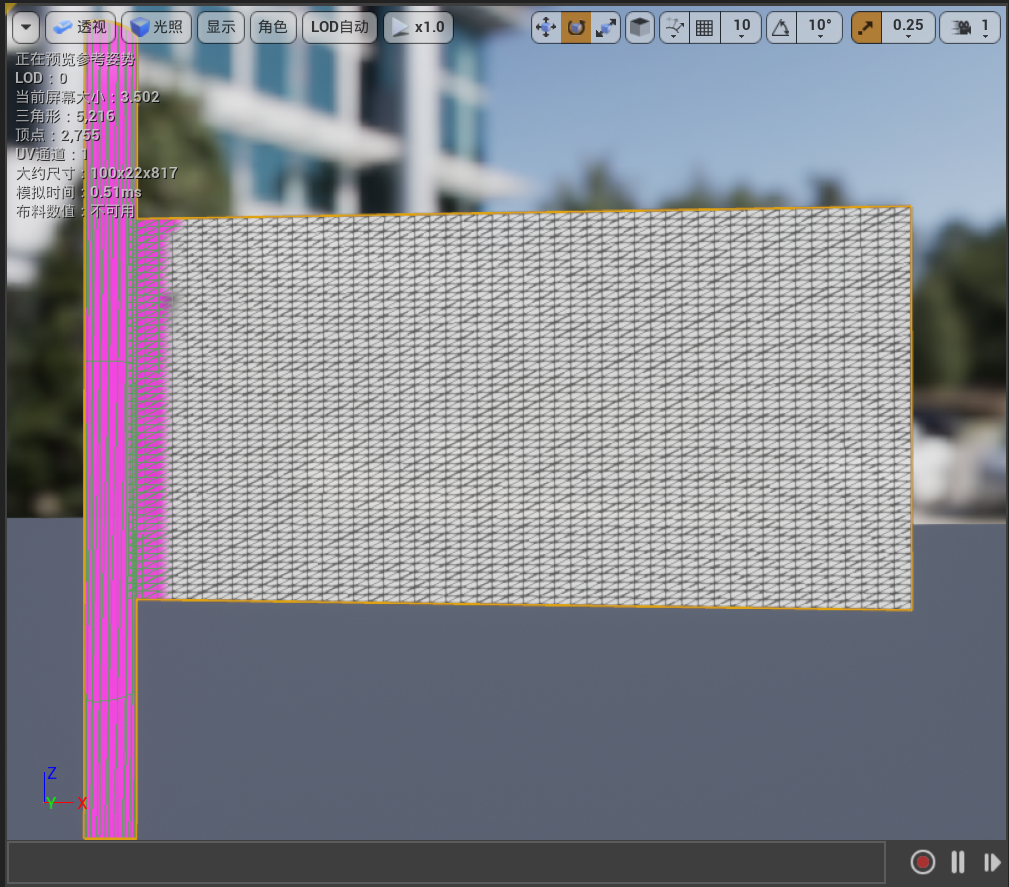 透视 光照 显示 角色 LOD自动 x1.0 10 10° 0.25 1
正在预览参考姿势
LOD：0
当前屏幕大小：3.502
三角形：5,216
顶点：2,755
UV通道：1
大约尺寸：100x22x817
模拟时间：0.51ms
布料数值：不可用
Z
Y X